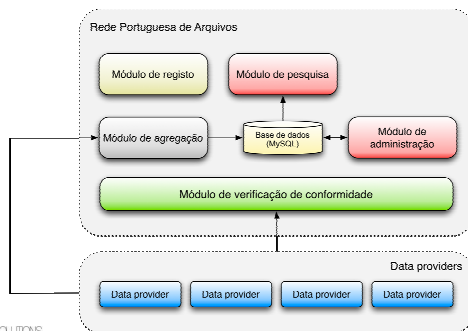 Rede Portuguesa de Arquivos
Módulo de registo
Módulo de pesquisa
Módulo de agregação
Base de dados
(MySQL)
Módulo de
administração
Módulo de verificação de conformidade
Data providers
Data provider
Data provider
Data provider
Data provider